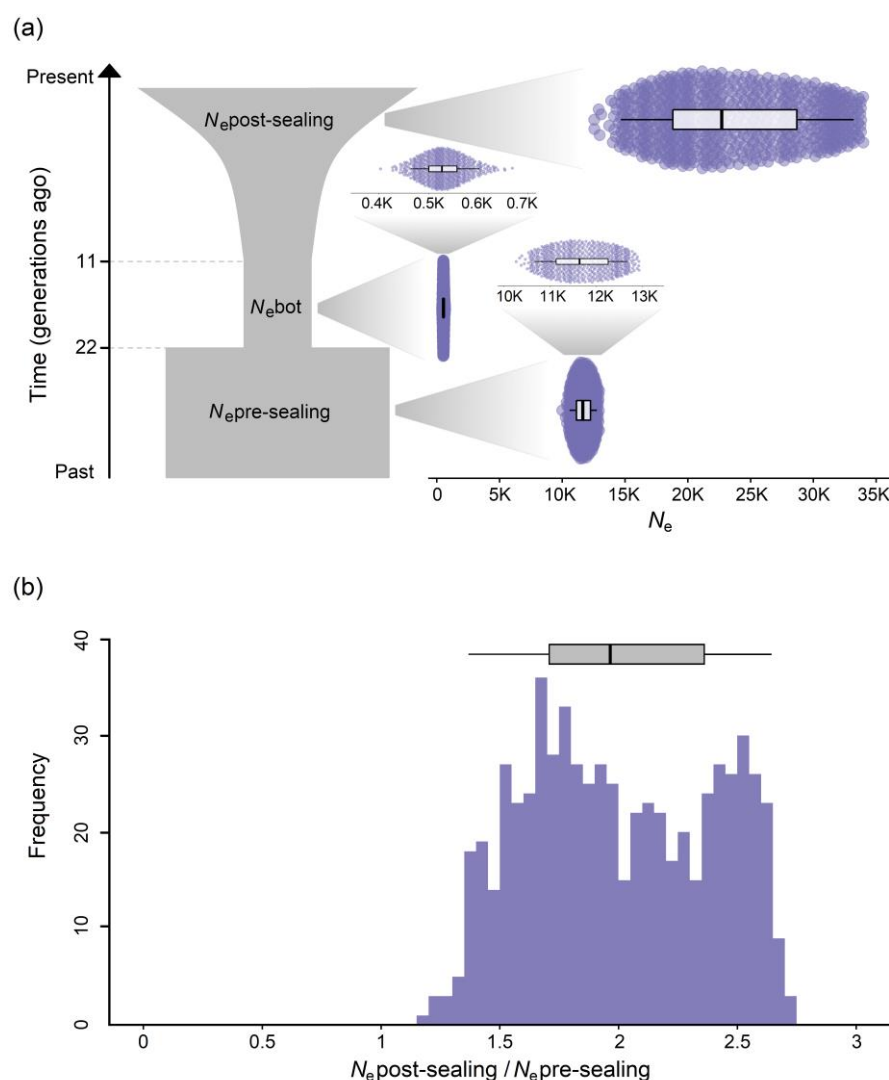 (a)
Present
Nepost-sealing
0.4K 0.5K 0.6K 0.7K
11
Nebot
10K 11K 12K 13K
22
Nepre-sealing
Time (generations ago)
Past
0 5K 10K 15K 20K 25K 30K 35K
Ne
(b)
40
30
20
10
0
Frequency
0 0.5 1 1.5 2 2.5 3
Nepost-sealing / Nepre-sealing